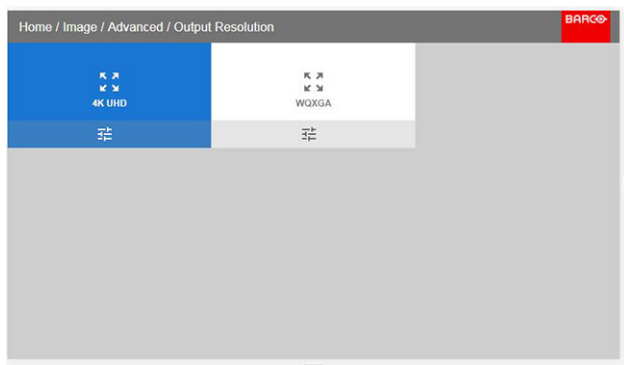 Home / Image / Advanced / Output Resolution
BARCO
4K UHD
WQXGA